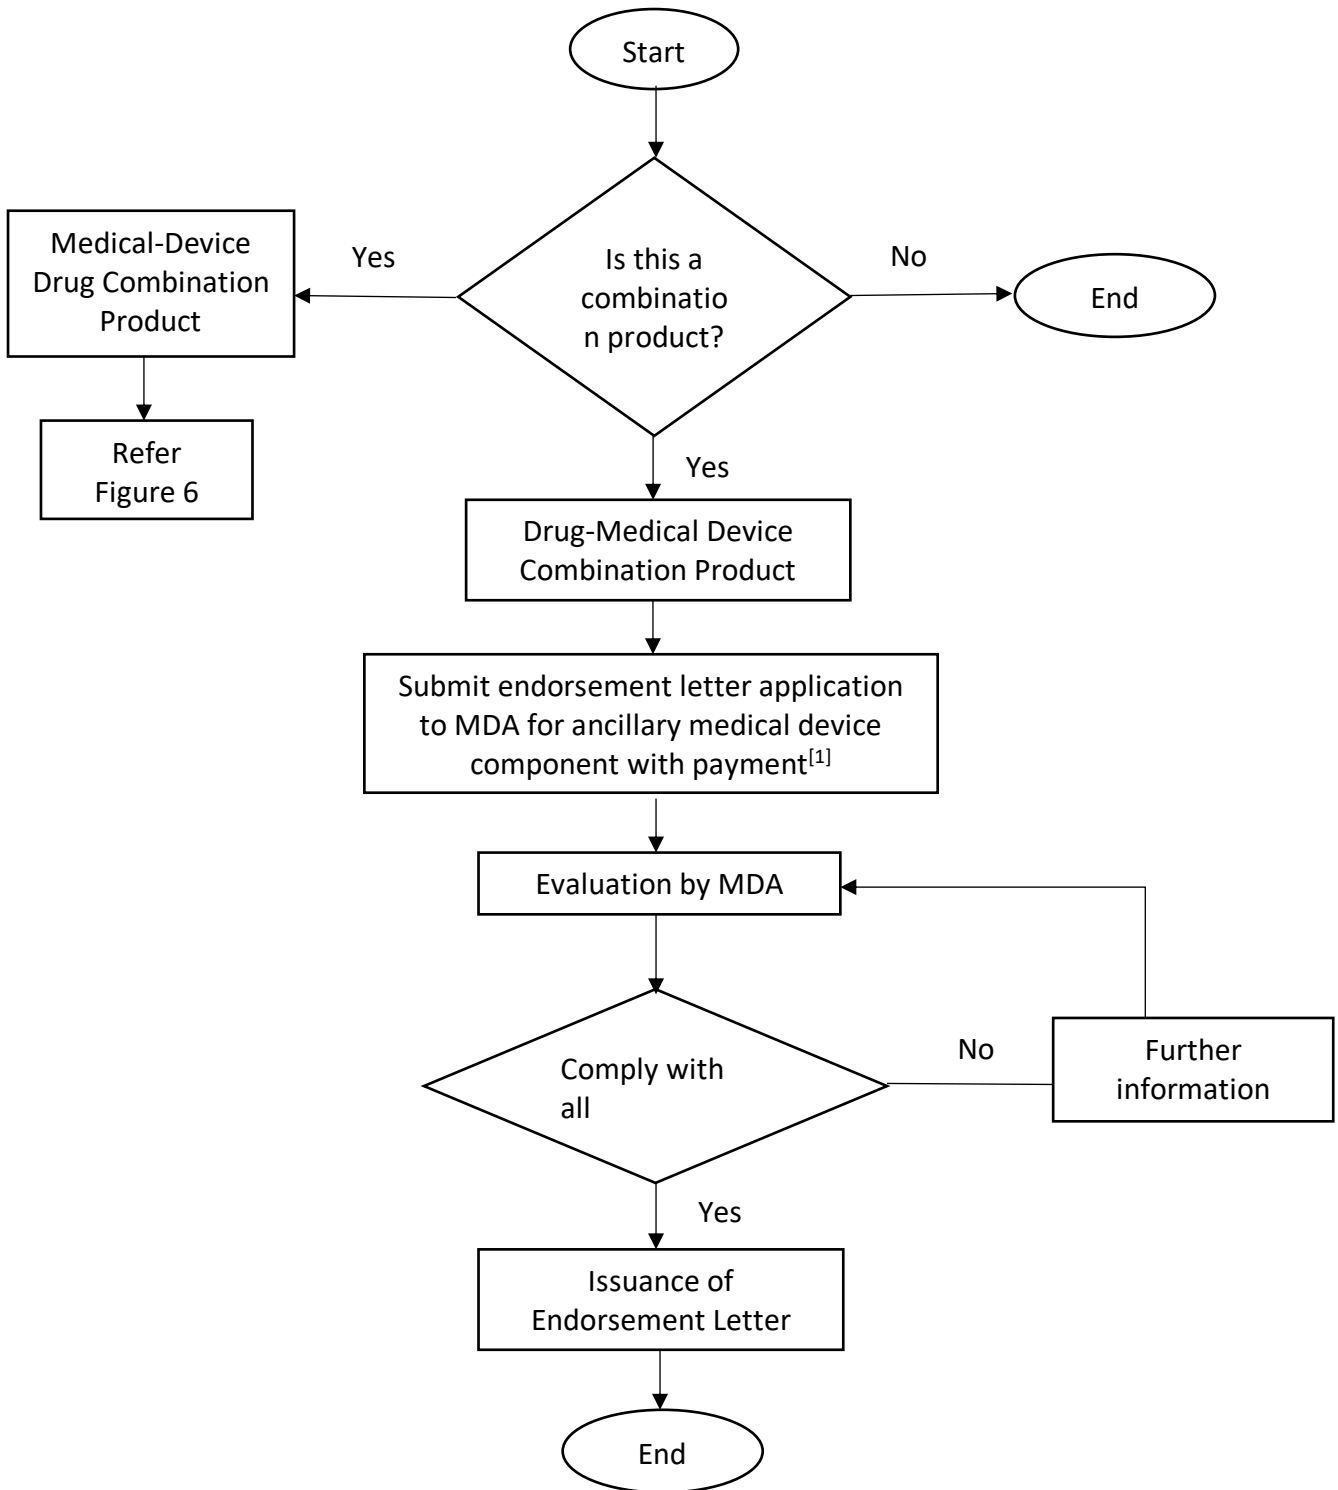 Start
Is this a
combinatio
n product?
Yes
No
Medical-Device
Drug Combination
Product
End
Refer
Figure 6
Yes
Drug-Medical Device
Combination Product
Submit endorsement letter application
to MDA for ancillary medical device
component with payment[1]
Evaluation by MDA
Comply with
all
No
Further
information
Yes
Issuance of
Endorsement Letter
End